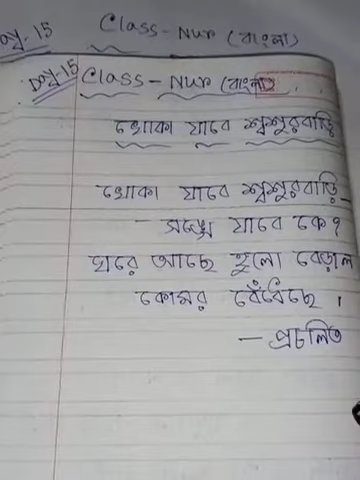 Day-15 Class - Nur (বাংলা)
Day-15 Class - Nur (বাংলা)
খোকা যাবে শ্বশুরবাড়ি
খোকা যাবে শ্বশুরবাড়ি -
- সঙ্গে যাবে কে?
ঘরে আছে হুলো বেড়াল
কোমর বেঁধেছে।
- প্রচলিত